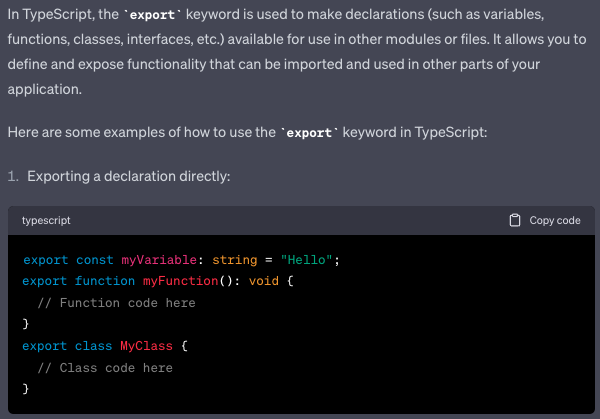 In TypeScript, the `export` keyword is used to make declarations (such as variables,
functions, classes, interfaces, etc.) available for use in other modules or files. It allows you to
define and expose functionality that can be imported and used in other parts of your
application.
Here are some examples of how to use the `export` keyword in TypeScript:
1. Exporting a declaration directly:
typescript Copy code
export const myVariable: string = "Hello";
export function myFunction(): void {
  // Function code here
}
export class MyClass {
  // Class code here
}